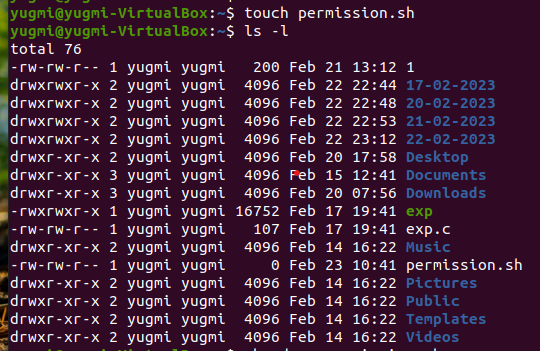 yugmi@yugmi-VirtualBox:~$ touch permission.sh
yugmi@yugmi-VirtualBox:~$ ls -l
total 76
-rw-rw-r-- 1 yugmi yugmi   200 Feb 21 13:12 1
drwxrwxr-x 2 yugmi yugmi  4096 Feb 22 22:44 17-02-2023
drwxrwxr-x 2 yugmi yugmi  4096 Feb 22 22:48 20-02-2023
drwxrwxr-x 2 yugmi yugmi  4096 Feb 22 22:53 21-02-2023
drwxrwxr-x 2 yugmi yugmi  4096 Feb 22 23:12 22-02-2023
drwxr-xr-x 2 yugmi yugmi  4096 Feb 20 17:58 Desktop
drwxr-xr-x 3 yugmi yugmi  4096 Feb 15 12:41 Documents
drwxr-xr-x 3 yugmi yugmi  4096 Feb 20 07:56 Downloads
-rwxrwxr-x 1 yugmi yugmi 16752 Feb 17 19:41 exp
-rw-rw-r-- 1 yugmi yugmi   107 Feb 17 19:41 exp.c
drwxr-xr-x 2 yugmi yugmi  4096 Feb 14 16:22 Music
-rw-rw-r-- 1 yugmi yugmi     0 Feb 23 10:41 permission.sh
drwxr-xr-x 2 yugmi yugmi  4096 Feb 14 16:22 Pictures
drwxr-xr-x 2 yugmi yugmi  4096 Feb 14 16:22 Public
drwxr-xr-x 2 yugmi yugmi  4096 Feb 14 16:22 Templates
drwxr-xr-x 2 yugmi yugmi  4096 Feb 14 16:22 Videos